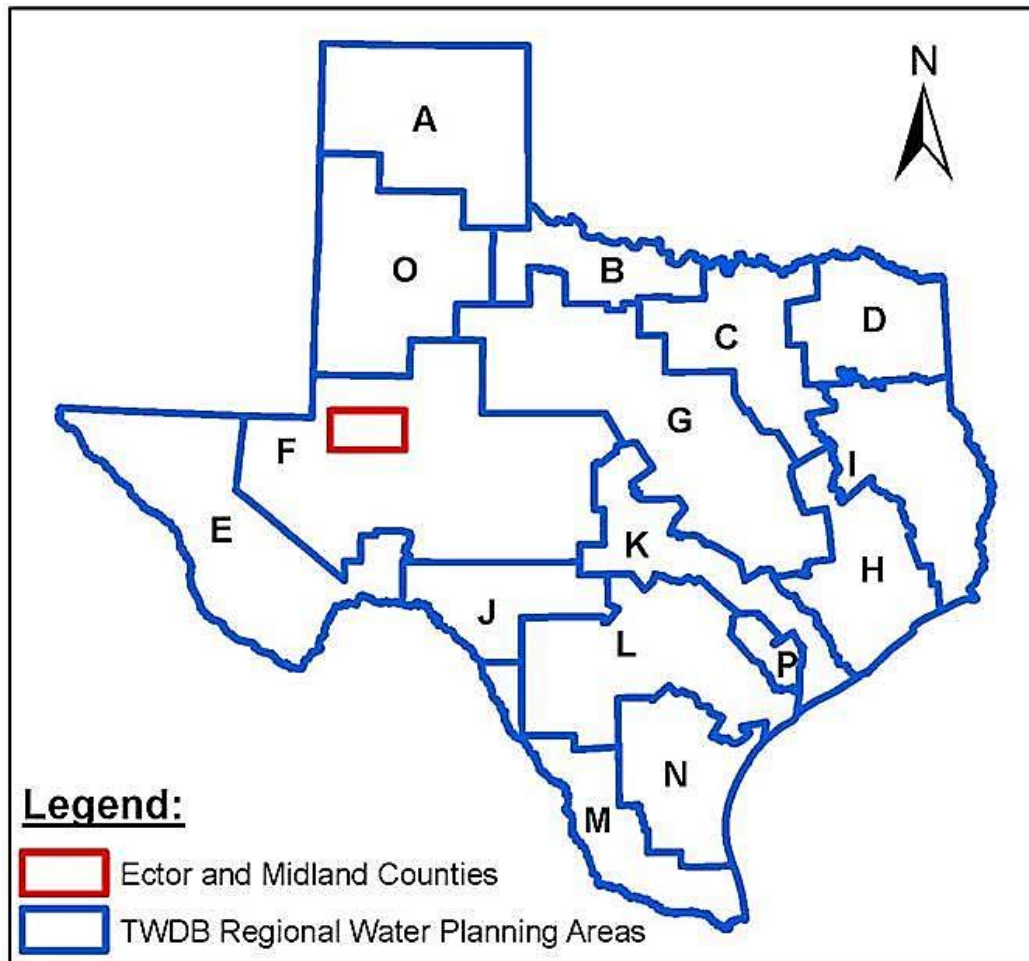 N
A
O
B
C
D
F
G
I
E
K
H
J
L
P
N
M
Legend:
Ector and Midland Counties
TWDB Regional Water Planning Areas